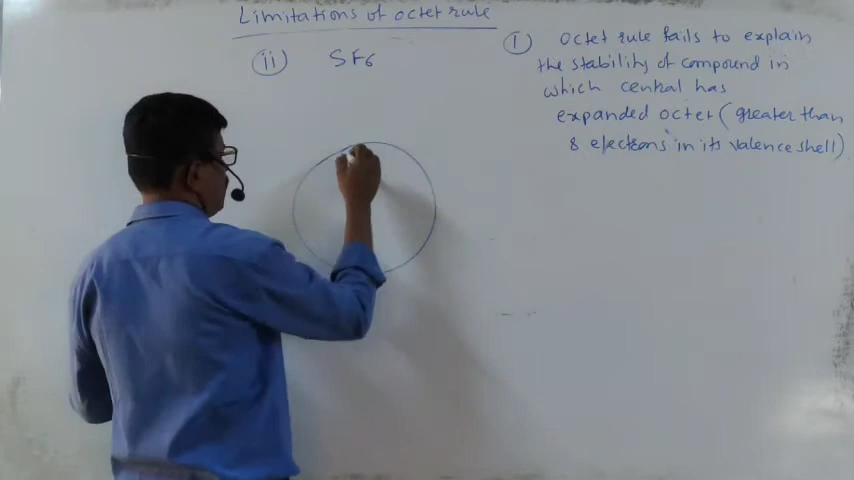 Limitations of octet rule
(ii) SF6
(1) Octet rule fails to explain
the stability of compound in
which central has
expanded octet (greater than
8 electrons in its valence shell)